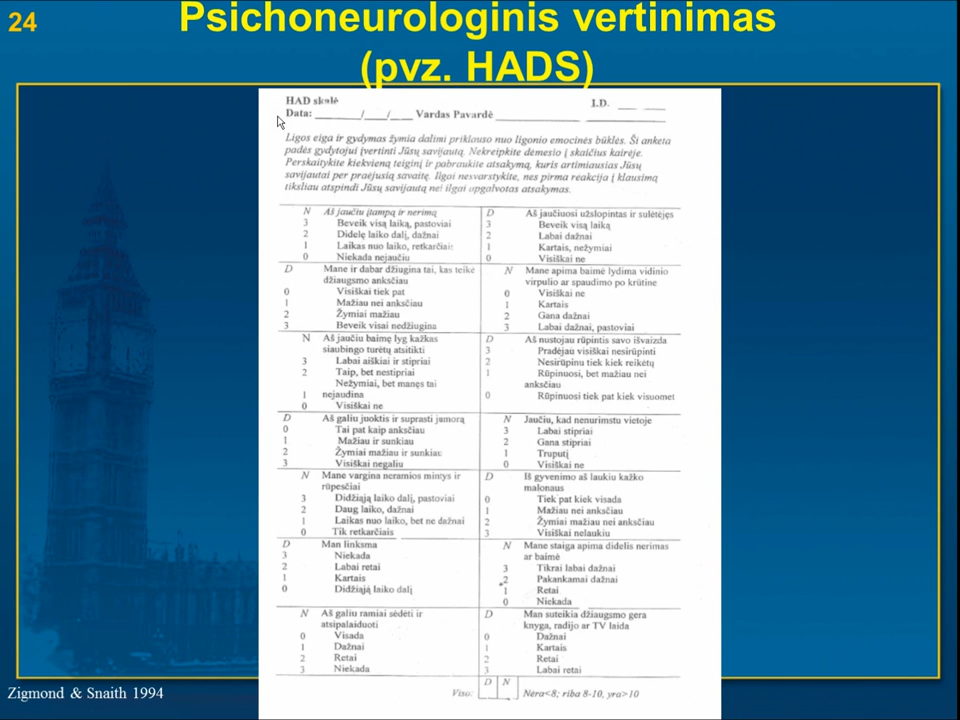 24
Psichoneurologinis vertinimas
(pvz. HADS)
HAD skalė
I.D. ___ ___
Data: ______/___/___ Vardas Pavardė ____________ ____________
Ligos eiga ir gydymas žymia dalimi priklauso nuo ligonio emocinės būklės. Ši anketa
padės gydytojui įvertinti Jūsų savijautą. Nekreipkite dėmesio į skaičius kairėje.
Perskaitykite kiekvieną teiginį ir pabraukite atsakymą, kuris artimiausias Jūsų
savijautai per praėjusią savaitę. Ilgai nesvarstykite, nes pirma reakcija į klausimą
tiksliau atspindi Jūsų savijautą nei ilgai apgalvotas atsakymas.
N Aš jaučiu įtampą ir nerimą
3 Beveik visą laiką, pastoviai
2 Didelę laiko dalį, dažnai
1 Laikas nuo laiko, retkarčiais
0 Niekada nejaučiu
D Mane ir dabar džiugina tai, kas teikė
džiaugsmo anksčiau
0 Visiškai tiek pat
1 Mažiau nei anksčiau
2 Žymiai mažiau
3 Beveik visai nedžiugina
N Aš jaučiu baimę lyg kažkas
siaubingo turėtų atsitikti
3 Labai aiškiai ir stipriai
2 Taip, bet nestipriai
Nežymiai, bet manęs tai
1 nejaudina
0 Visiškai ne
D Aš galiu juoktis ir suprasti jumorą
0 Tai pat kaip anksčiau
1 Mažiau ir sunkiau
2 Žymiai mažiau ir sunkiau
3 Visiškai negaliu
N Mane vargina neramios mintys ir
rūpesčiai
3 Didžiąją laiko dalį, pastoviai
2 Daug laiko, dažnai
1 Laikas nuo laiko, bet ne dažnai
0 Tik retkarčiais
D Man linksma
3 Niekada
2 Labai retai
1 Kartais
0 Didžiąją laiko dalį
N Aš galiu ramiai sėdėti ir
atsipalaiduoti
0 Visada
1 Dažnai
2 Retai
3 Niekada
D Aš jaučiuosi užslopintas ir sulėtėjęs
3 Beveik visą laiką
2 Labai dažnai
1 Kartais, nežymiai
0 Visiškai ne
N Mane apima baimė lydima vidinio
virpulio ar spaudimo po krūtine
0 Visiškai ne
1 Kartais
2 Gana dažnai
3 Labai dažnai, pastoviai
D Aš nustojau rūpintis savo išvaizda
3 Pradėjau visiškai nesirūpinti
2 Nesirūpinu tiek kiek reikėtų
1 Rūpinuosi, bet mažiau nei
anksčiau
0 Rūpinuosi tiek pat kiek visuomet
N Jaučiu, kad nenurimstu vietoje
3 Labai stipriai
2 Gana stipriai
1 Truputį
0 Visiškai ne
D Iš gyvenimo aš laukiu kažko
malonaus
0 Tiek pat kiek visada
1 Mažiau nei anksčiau
2 Žymiai mažiau nei anksčiau
3 Visiškai nelaukiu
N Mane staiga apima didelis nerimas
ar baimė
3 Tikrai labai dažnai
2 Pakankamai dažnai
1 Retai
0 Niekada
D Man suteikia džiaugsmo gera
knyga, radijo ar TV laida
0 Dažnai
1 Kartais
2 Retai
3 Labai retai
D N
Viso: Nėra<8; riba 8-10, yra>10
Zigmond & Snaith 1994